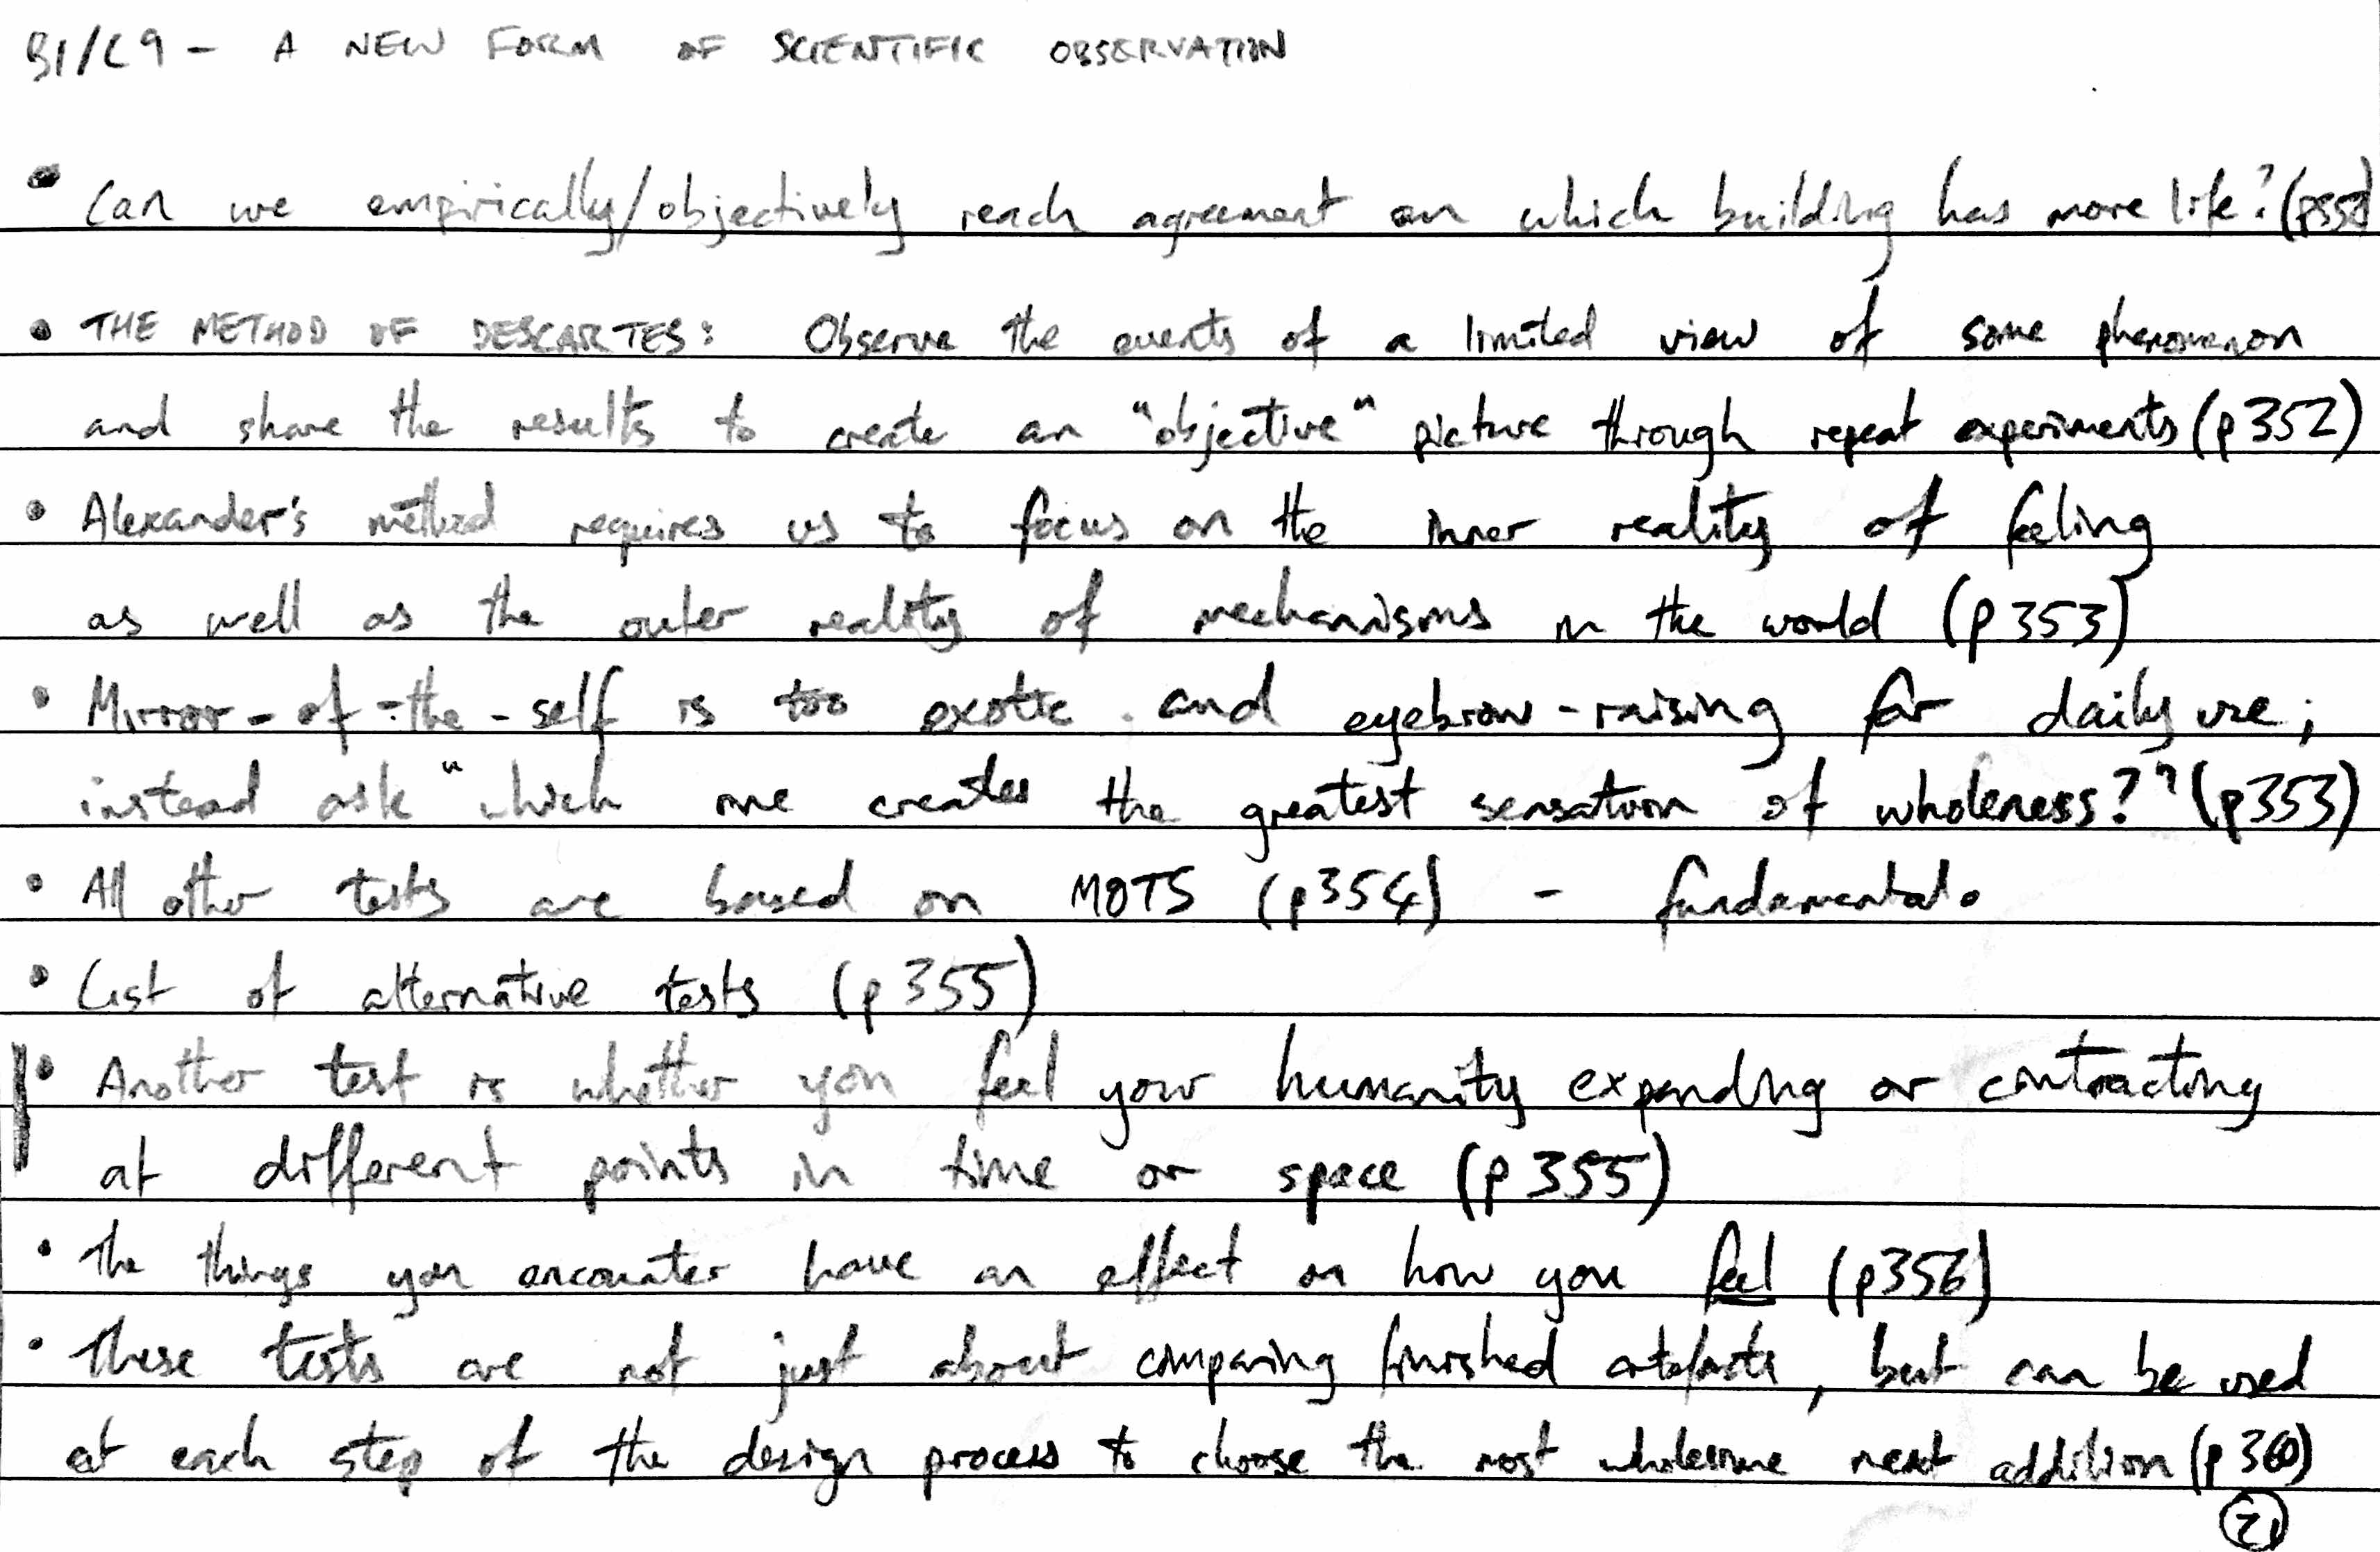 B1/C9 - A NEW FORM OF SCIENTIFIC OBSERVATION
• Can we empirically/objectively reach agreement on which building has more life?
• THE METHOD OF DESCARTES: Observe the events of a limited view of some phenomenon
and share the results to create an "objective" picture through repeat experiments (p352)
• Alexander's method requires us to focus on the inner reality of feeling
as well as the outer reality of mechanisms in the world (p353)
• Mirror-of-the-self is too exotic and eyebrow-raising for daily use;
instead ask "which one creates the greatest sensation of wholeness?" (p353)
• All other tests are based on MOTS (p354) - fundamental.
• List of alternative tests (p355)
• Another test is whether you feel your humanity expanding or contracting
at different points in time or space (p355)
• The things you encounter have an effect on how you feel (p356)
• These tests are not just about comparing finished artefacts, but can be used
at each step of the design process to choose the most wholesome next addition (p360)
21